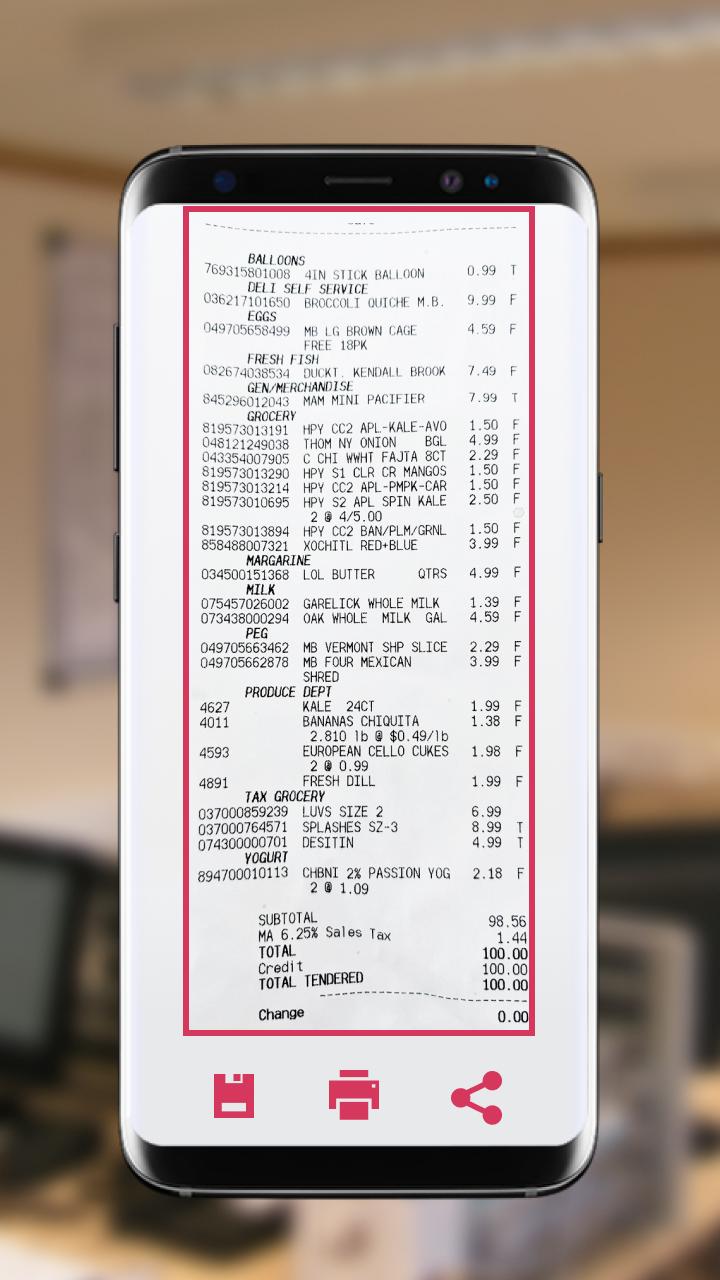 BALLOONS
769315801008 4IN STICK BALLOON 0.99 T
DELI SELF SERVICE
036217101650 BROCCOLI QUICHE M.B. 9.99 F
EGGS
049705658499 MB LG BROWN CAGE 4.59 F
FREE 18PK
FRESH FISH
082674038534 DUCKT. KENDALL BROOK 7.49 F
GEN/MERCHANDISE
845296012043 MAM MINI PACIFIER 7.99 T
GROCERY
819573013191 HPY CC2 APL-KALE-AVO 1.50 F
048121249038 THOM NY ONION BGL 4.99 F
043354007905 C CHI WWHT FAJTA 8CT 2.29 F
819573013290 HPY S1 CLR CR MANGOS 1.50 F
819573013214 HPY CC2 APL-PMPK-CAR 1.50 F
819573010695 HPY S2 APL SPIN KALE 2.50 F
2 @ 4/5.00
819573013894 HPY CC2 BAN/PLM/GRNL 1.50 F
858488007321 XOCHITL RED+BLUE 3.99 F
MARGARINE
034500151368 LOL BUTTER QTRS 4.99 F
MILK
075457026002 GARELICK WHOLE MILK 1.39 F
073438000294 OAK WHOLE MILK GAL 4.59 F
PEG
049705663462 MB VERMONT SHP SLICE 2.29 F
049705662878 MB FOUR MEXICAN 3.99 F
SHRED
PRODUCE DEPT
4627 KALE 24CT 1.99 F
4011 BANANAS CHIQUITA 1.38 F
2.810 lb @ $0.49/lb
4593 EUROPEAN CELLO CUKES 1.98 F
2 @ 0.99
4891 FRESH DILL 1.99 F
TAX GROCERY
037000859239 LUVS SIZE 2 6.99
037000764571 SPLASHES SZ-3 8.99 T
074300000701 DESITIN 4.99 T
YOGURT
894700010113 CHBNI 2% PASSION YOG 2.18 F
2 @ 1.09
SUBTOTAL 98.56
MA 6.25% Sales Tax 1.44
TOTAL 100.00
Credit 100.00
TOTAL TENDERED 100.00
Change 0.00